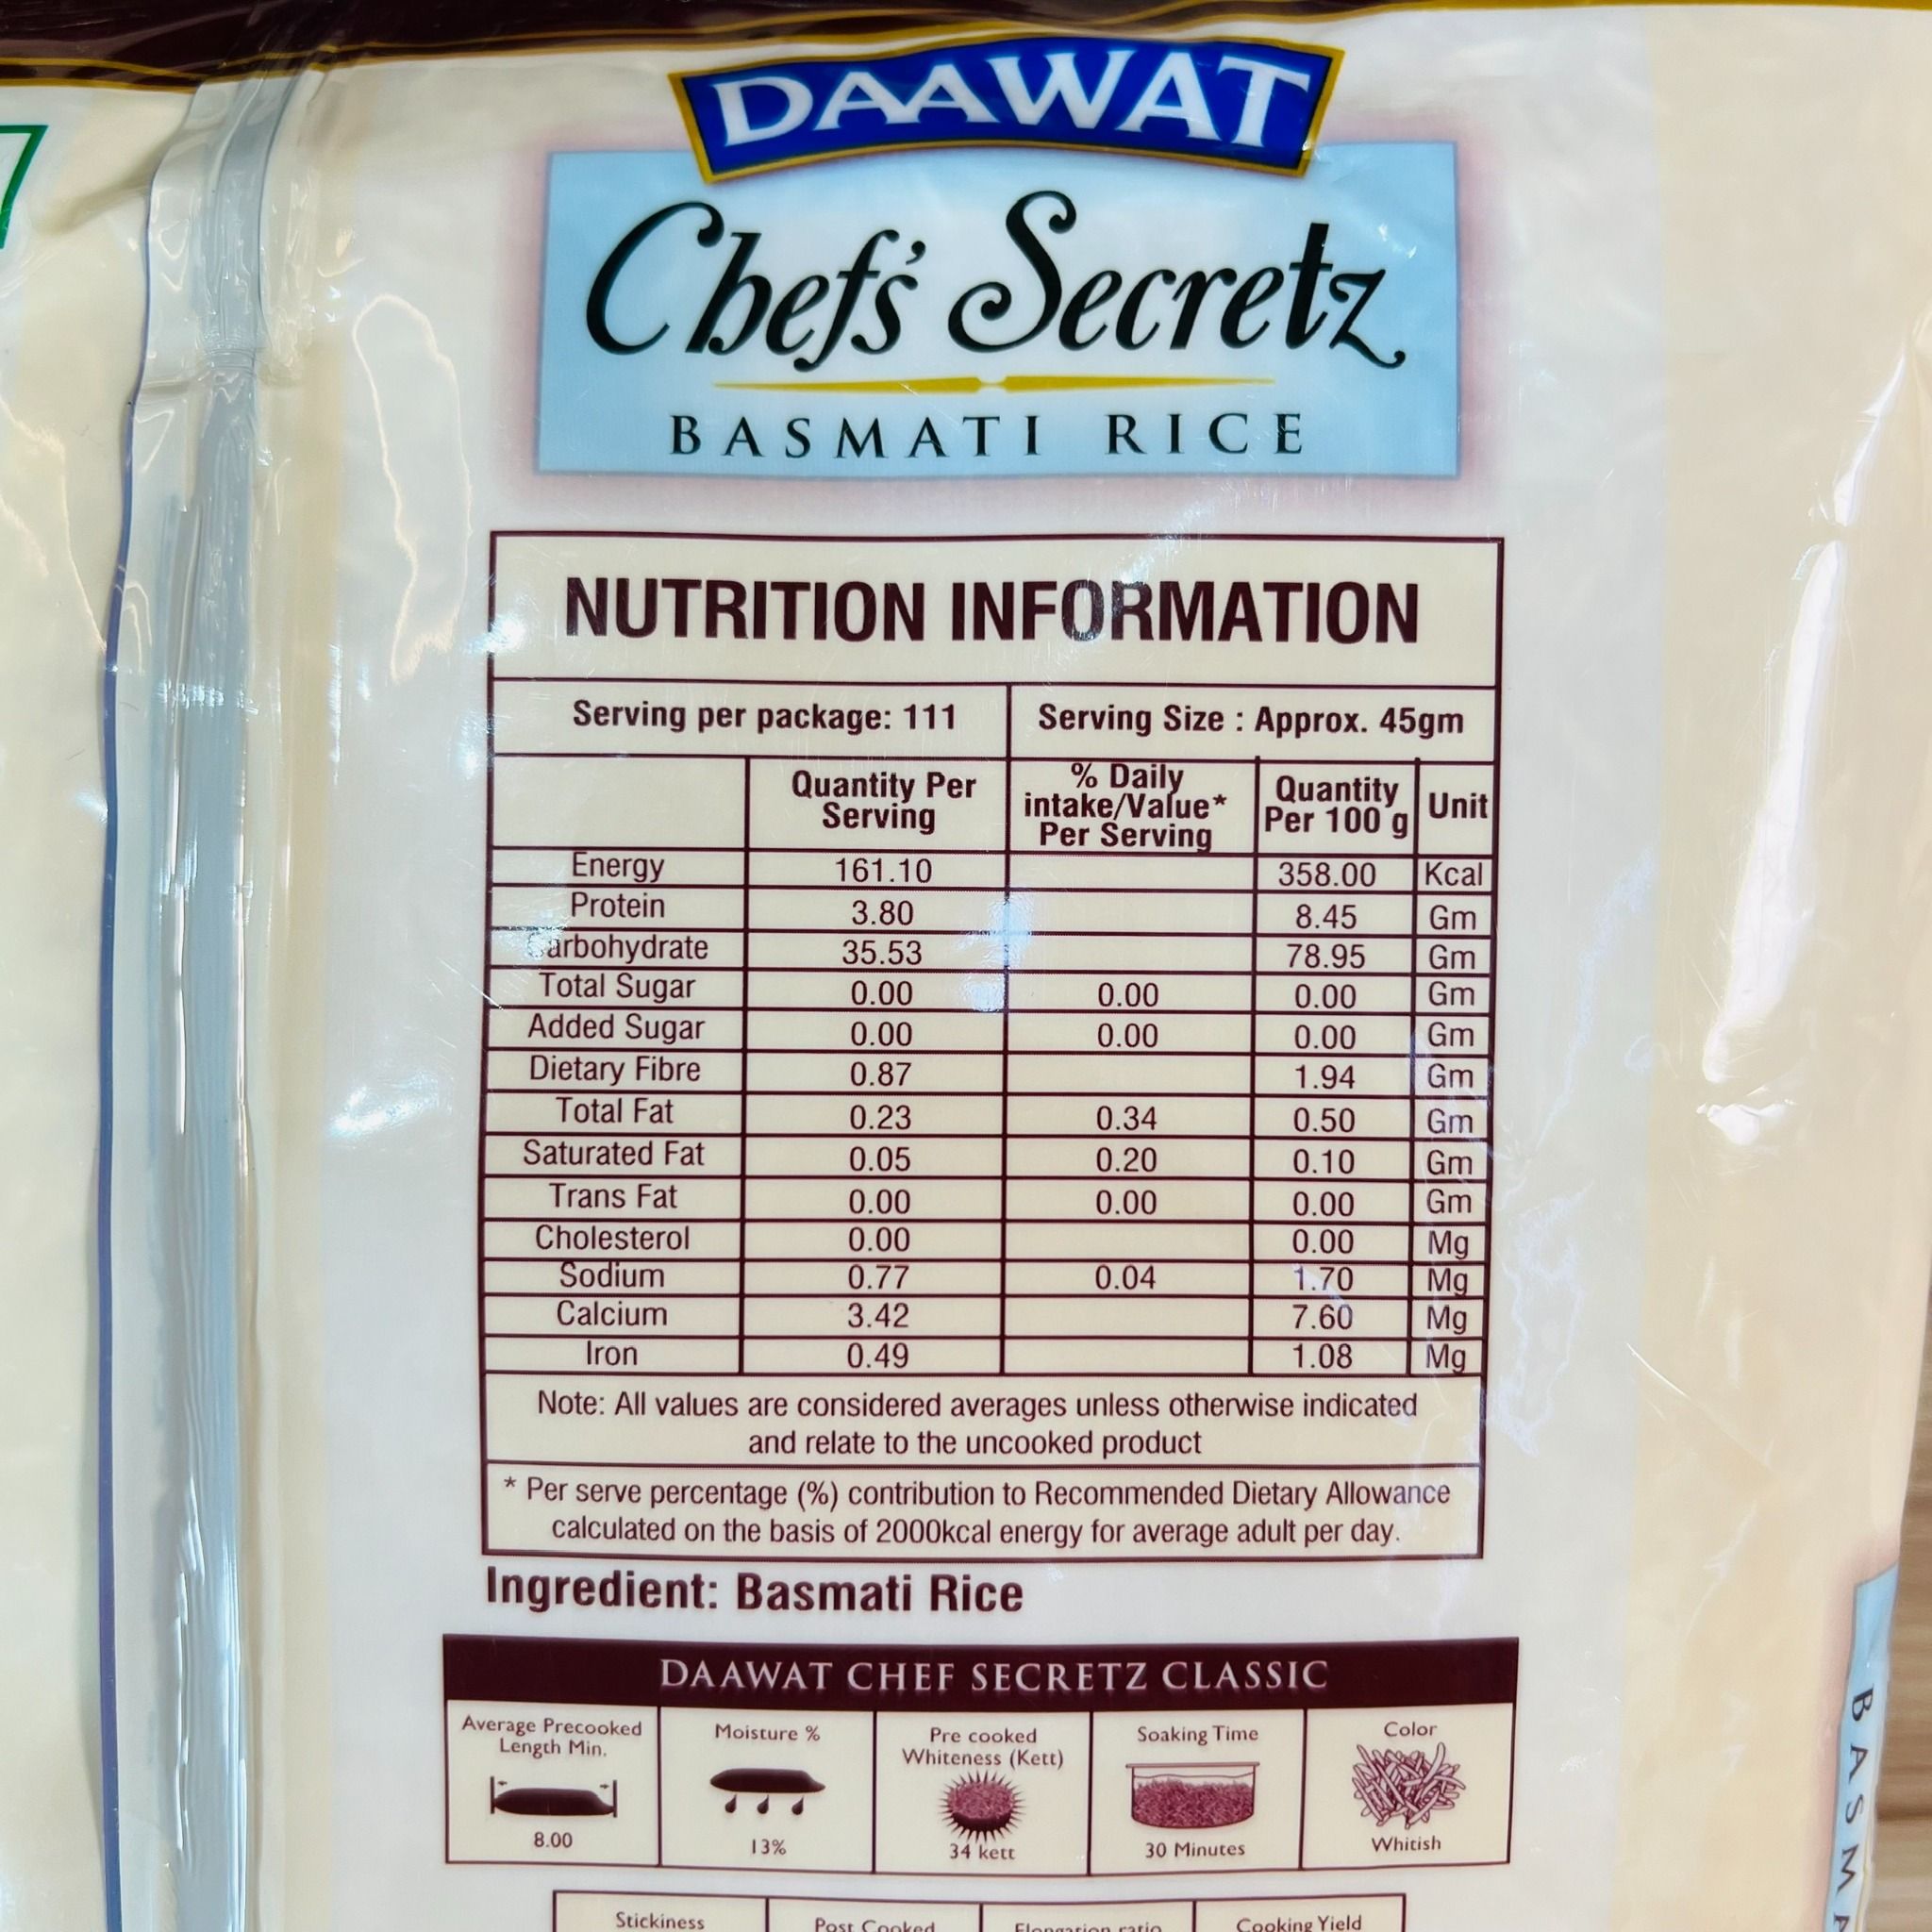 DAAWAT
Chef's Secretz
BASMATI RICE
NUTRITION INFORMATION
Serving per package: 111 Serving Size : Approx. 45gm
Quantity Per Serving % Daily intake/Value* Per Serving Quantity Per 100 g Unit
Energy 161.10 358.00 Kcal
Protein 3.80 8.45 Gm
Carbohydrate 35.53 78.95 Gm
Total Sugar 0.00 0.00 0.00 Gm
Added Sugar 0.00 0.00 0.00 Gm
Dietary Fibre 0.87 1.94 Gm
Total Fat 0.23 0.34 0.50 Gm
Saturated Fat 0.05 0.20 0.10 Gm
Trans Fat 0.00 0.00 0.00 Gm
Cholesterol 0.00 0.00 Mg
Sodium 0.77 0.04 1.70 Mg
Calcium 3.42 7.60 Mg
Iron 0.49 1.08 Mg
Note: All values are considered averages unless otherwise indicated
and relate to the uncooked product
* Per serve percentage (%) contribution to Recommended Dietary Allowance
calculated on the basis of 2000kcal energy for average adult per day.
Ingredient: Basmati Rice
DAAWAT CHEF SECRETZ CLASSIC
Average Precooked Length Min. Moisture % Pre cooked Whiteness (Kett) Soaking Time Color
8.00 13% 34 kett 30 Minutes Whitish
Stickiness Post Cooked Elongation ratio Cooking Yield